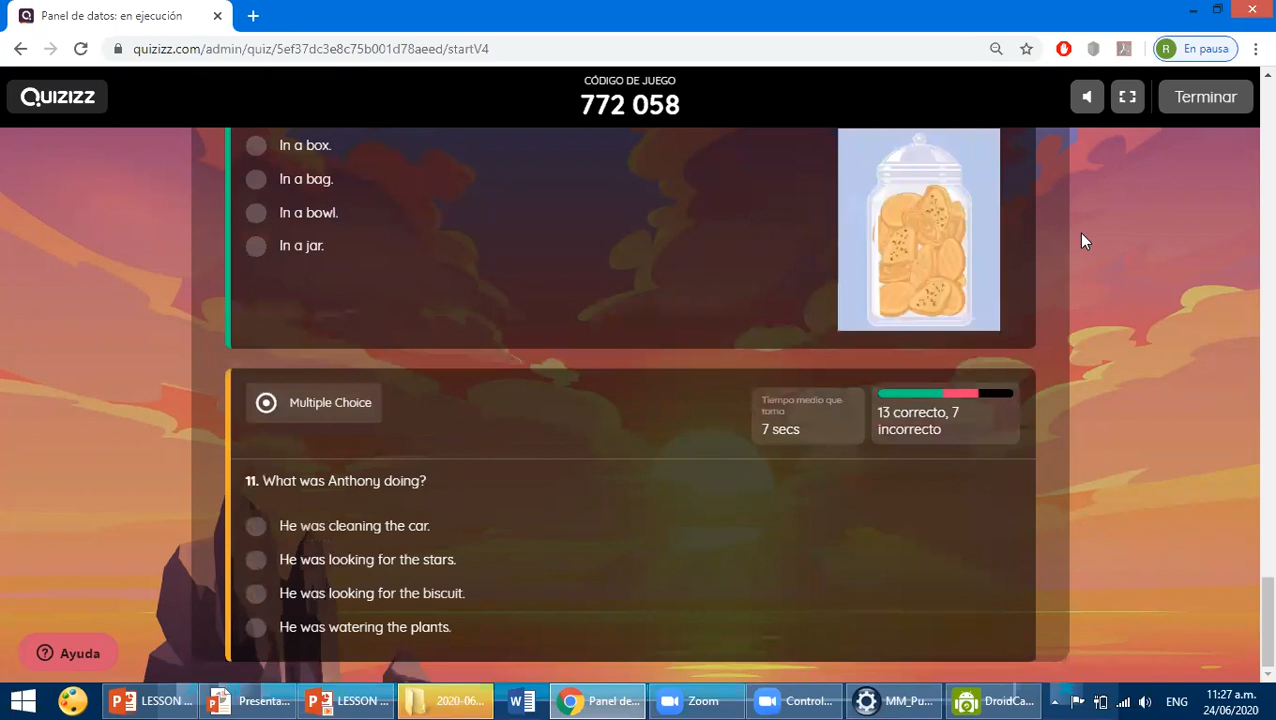 Panel de datos: en ejecución
quizizz.com/admin/quiz/5ef37dc3e8c75b001d78aeed/startV4
R En pausa
QUIZIZZ
CÓDIGO DE JUEGO
772 058
Terminar
In a box.
In a bag.
In a bowl.
In a jar.
Multiple Choice
Tiempo medio que
toma
7 secs
13 correcto, 7
incorrecto
11. What was Anthony doing?
He was cleaning the car.
He was looking for the stars.
He was looking for the biscuit.
He was watering the plants.
Ayuda
LESSON ...
Presenta...
LESSON ...
2020-06...
Panel de...
Zoom
Control...
MM_Pu...
DroidCa...
ENG
11:27 a.m.
24/06/2020